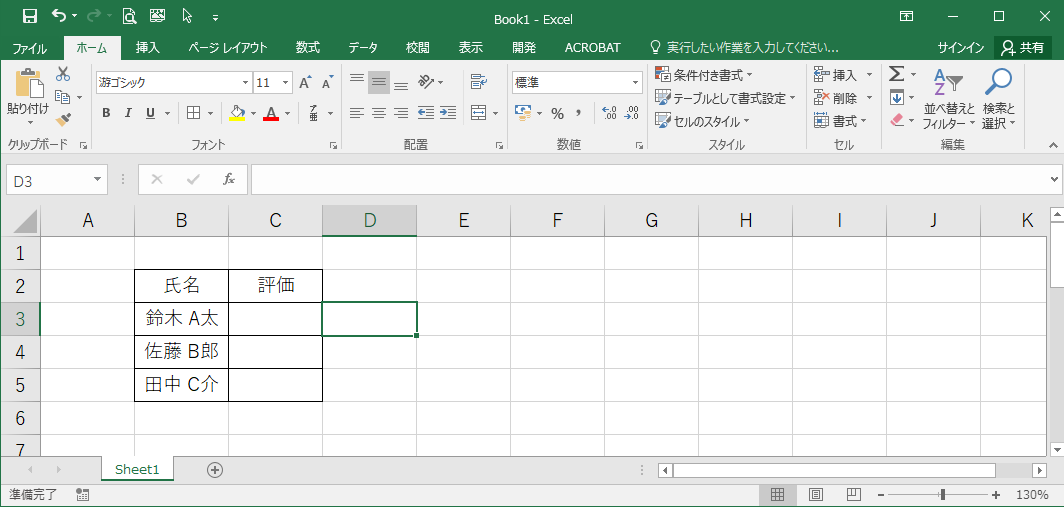 Book1 - Excel
ファイル ホーム 挿入 ページ レイアウト 数式 データ 校閲 表示 開発 ACROBAT 実行したい作業を入力してください... サインイン 共有
貼り付け
クリップボード
游ゴシック 11
B I U
フォント
配置
標準
%
数値
条件付き書式
テーブルとして書式設定
セルのスタイル
スタイル
挿入
削除
書式
セル
並べ替えと
フィルター
検索と
選択
編集
D3 fx
A B C D E F G H I J K
1
2 氏名 評価
3 鈴木 A太
4 佐藤 B郎
5 田中 C介
6
7
Sheet1
準備完了 130%